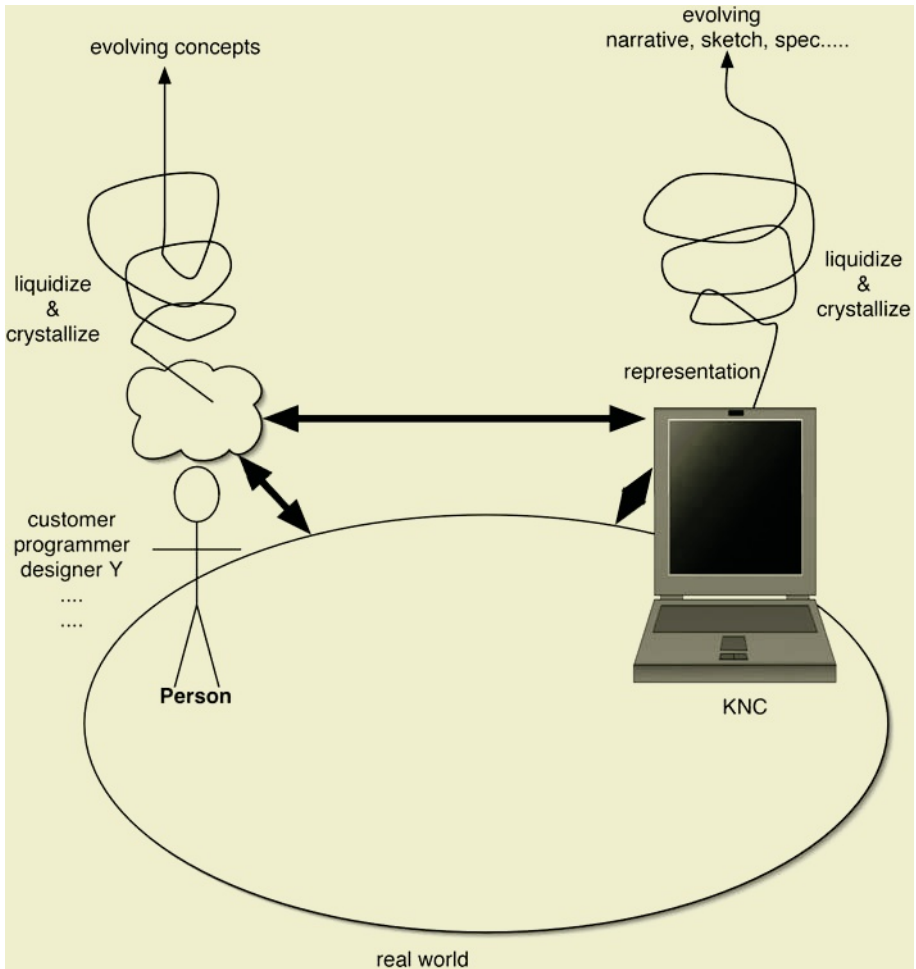 evolving concepts
evolving
narrative, sketch, spec.....
liquidize
&
crystallize
liquidize
&
crystallize
representation
customer
programmer
designer Y
....
....
Person
KNC
real world